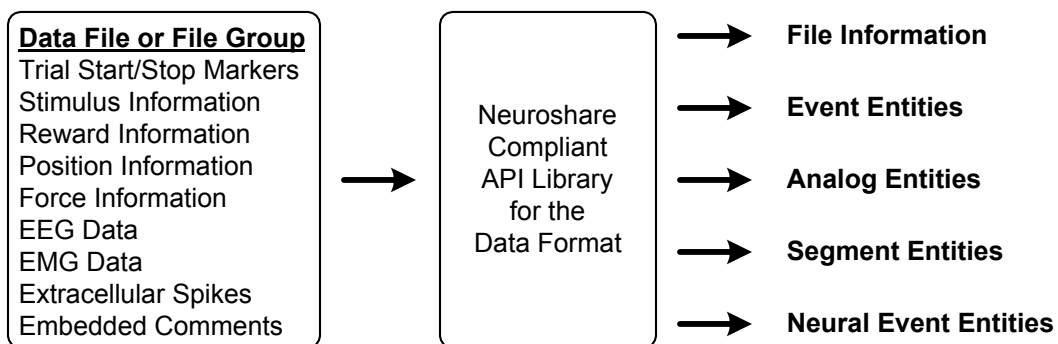 Data File or File Group
Trial Start/Stop Markers
Stimulus Information
Reward Information
Position Information
Force Information
EEG Data
EMG Data
Extracellular Spikes
Embedded Comments
Neuroshare
Compliant
API Library
for the
Data Format
File Information
Event Entities
Analog Entities
Segment Entities
Neural Event Entities